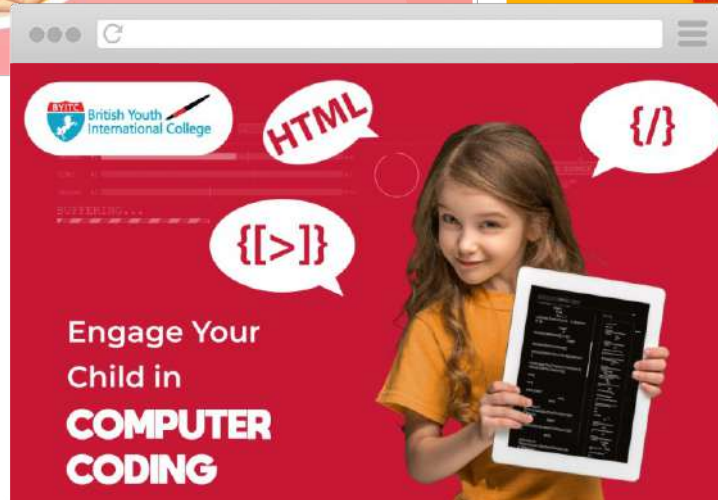 BYITC
British Youth
International College
HTML
{/}
BUFFERING...
{[>]}
Engage Your
Child in
COMPUTER
CODING